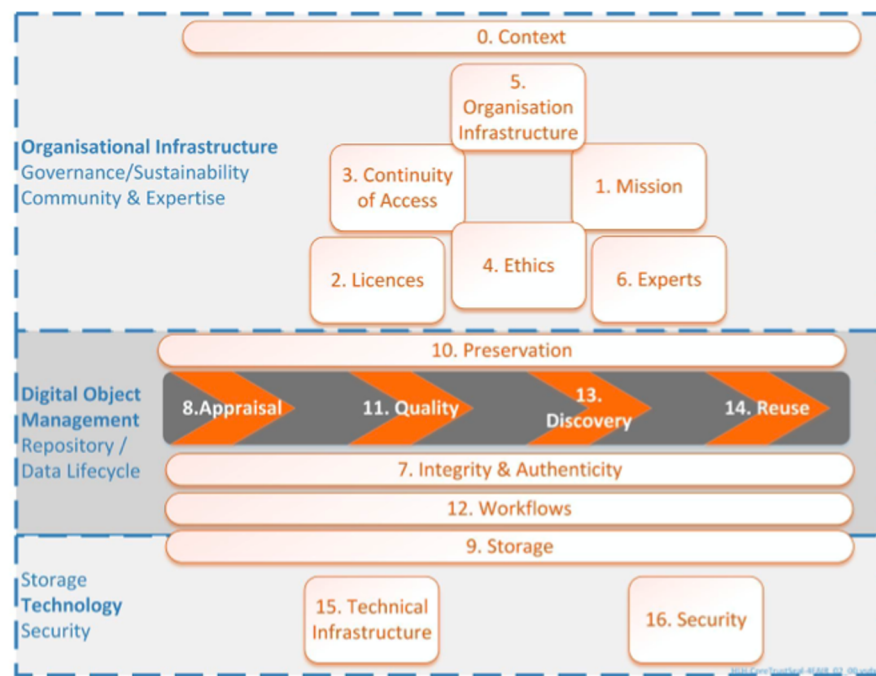 0. Context
5.
Organisation
Infrastructure
Organisational Infrastructure
Governance/Sustainability
Community & Expertise
3. Continuity
of Access
1. Mission
2. Licences
4. Ethics
6. Experts
10. Preservation
Digital Object
Management
Repository /
Data Lifecycle
8.Appraisal
11. Quality
13.
Discovery
14. Reuse
7. Integrity & Authenticity
12. Workflows
9. Storage
Storage
Technology
Security
15. Technical
Infrastructure
16. Security